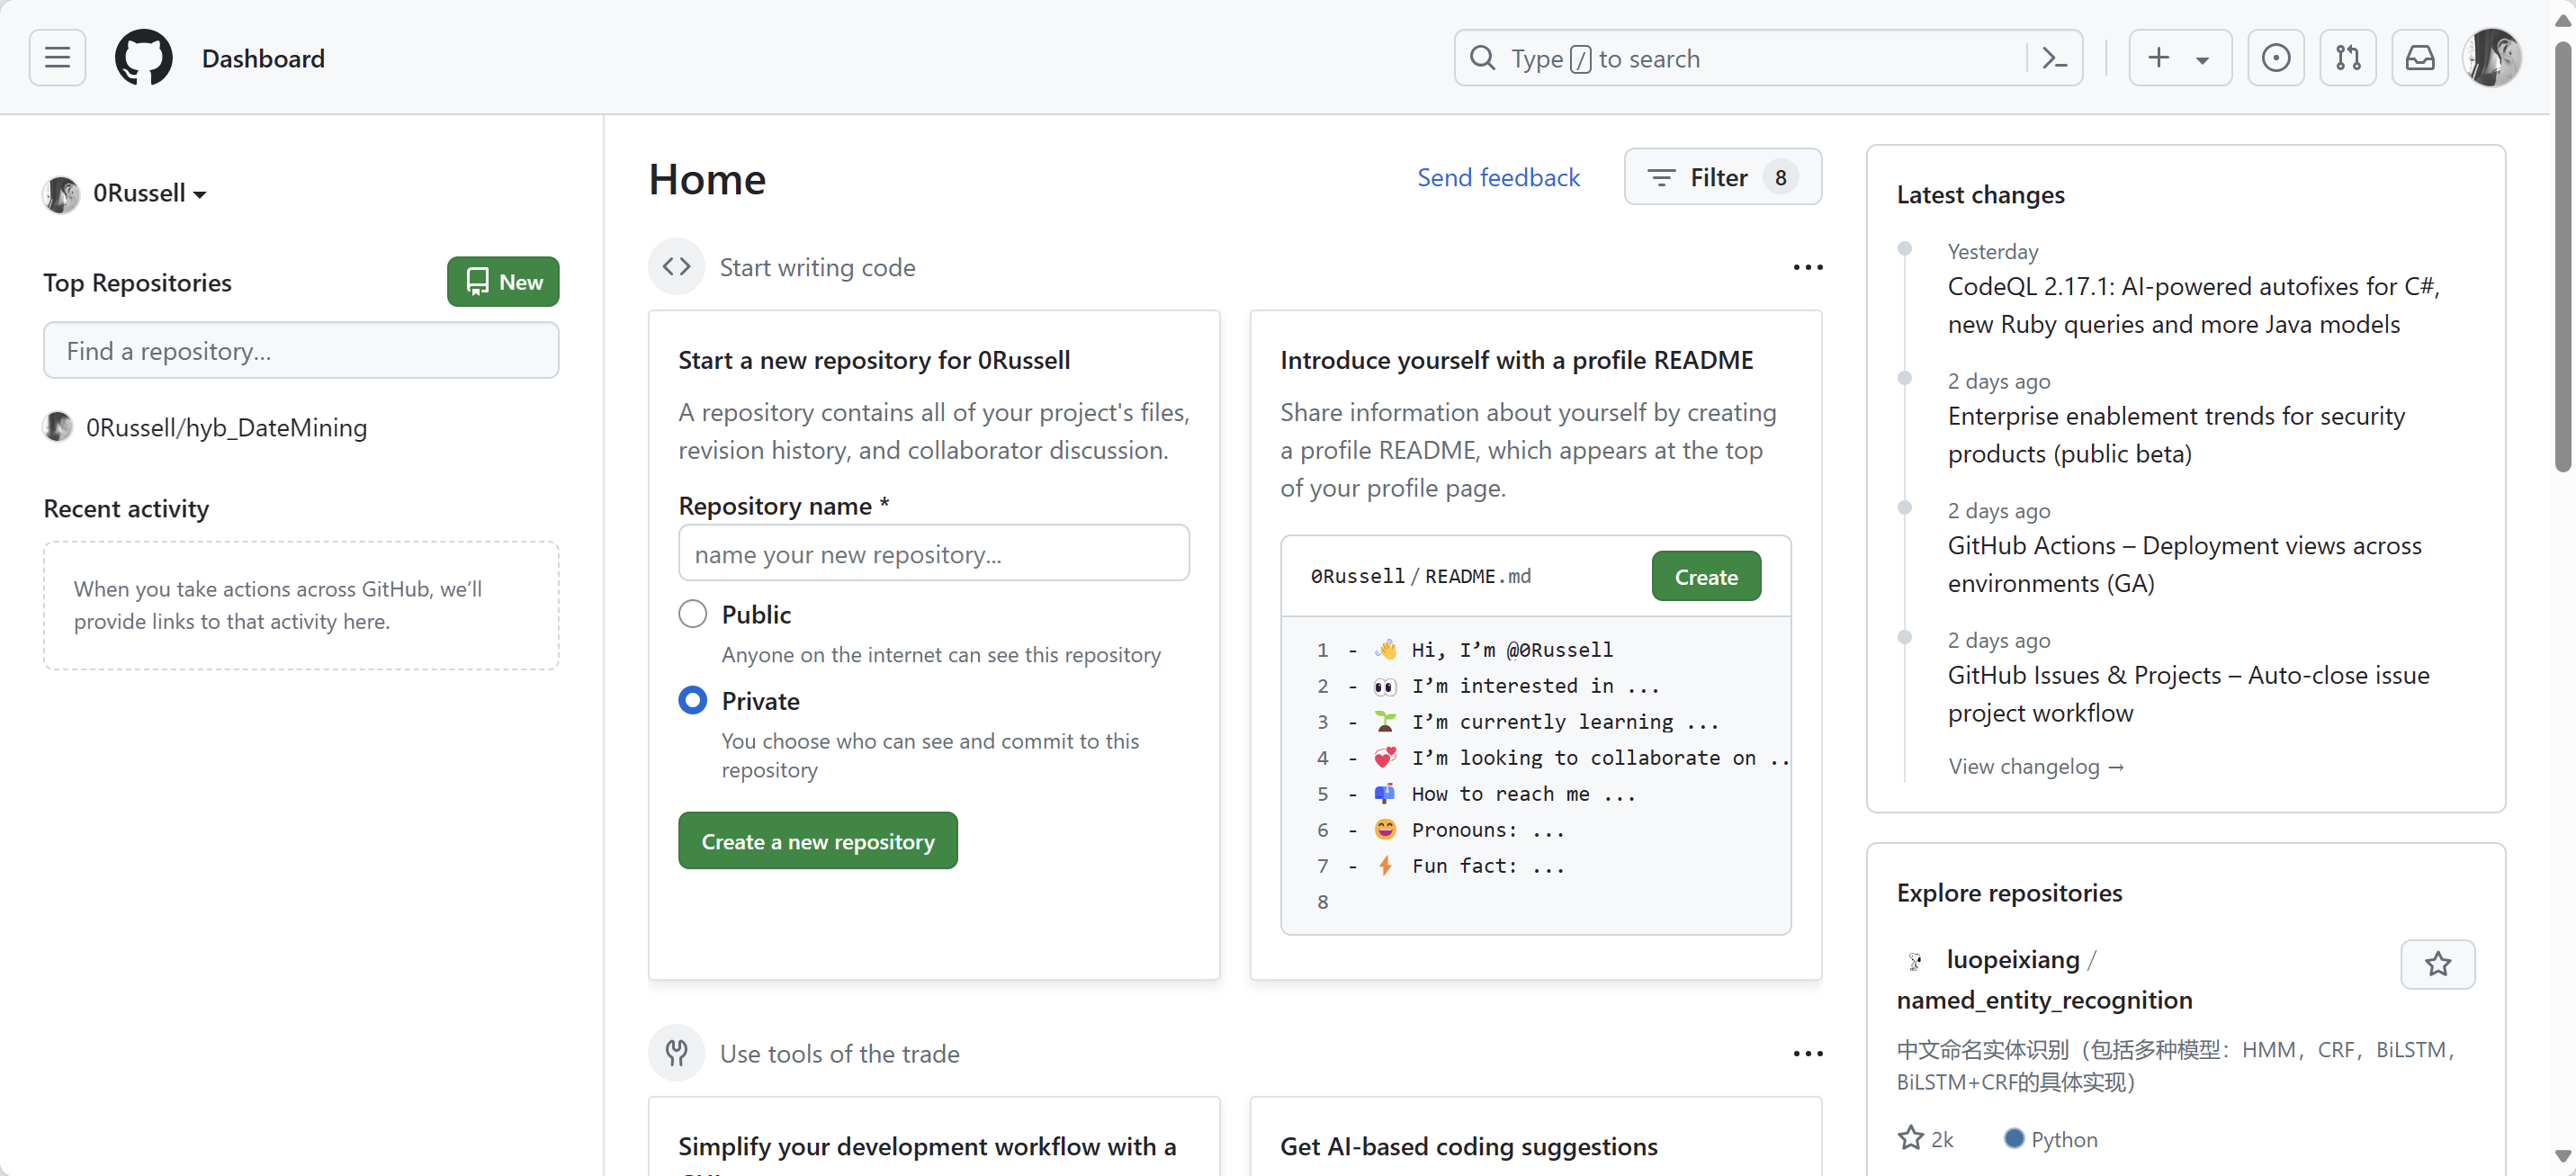 Dashboard
Type / to search
0Russell
Top Repositories
New
Find a repository...
0Russell/hyb_DateMining
Recent activity
When you take actions across GitHub, we’ll
provide links to that activity here.
Home
Send feedback
Filter 8
Start writing code
Start a new repository for 0Russell
A repository contains all of your project's files,
revision history, and collaborator discussion.
Repository name *
name your new repository...
Public
Anyone on the internet can see this repository
Private
You choose who can see and commit to this
repository
Create a new repository
Introduce yourself with a profile README
Share information about yourself by creating
a profile README, which appears at the top
of your profile page.
0Russell / README.md
Create
1 - 👋 Hi, I’m @0Russell
2 - 👀 I’m interested in ...
3 - 🌱 I’m currently learning ...
4 - 💞️ I’m looking to collaborate on ..
5 - 📫 How to reach me ...
6 - 😄 Pronouns: ...
7 - ⚡ Fun fact: ...
8
Use tools of the trade
Simplify your development workflow with a
Get AI-based coding suggestions
Latest changes
Yesterday
CodeQL 2.17.1: AI-powered autofixes for C#,
new Ruby queries and more Java models
2 days ago
Enterprise enablement trends for security
products (public beta)
2 days ago
GitHub Actions – Deployment views across
environments (GA)
2 days ago
GitHub Issues & Projects – Auto-close issue
project workflow
View changelog →
Explore repositories
luopeixiang /
named_entity_recognition
中文命名实体识别（包括多种模型：HMM，CRF，BiLSTM，
BiLSTM+CRF的具体实现）
2k
Python